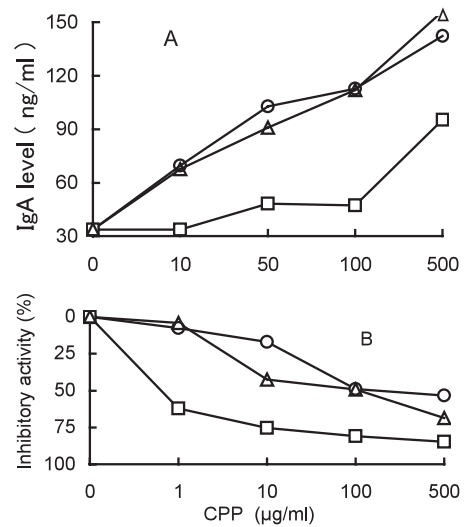 A
150
120
90
60
30
IgA level ( ng/ml )
0 10 50 100 500
B
0
25
50
75
100
Inhibitory activity (%)
0 1 10 100 500
CPP (μg/ml)